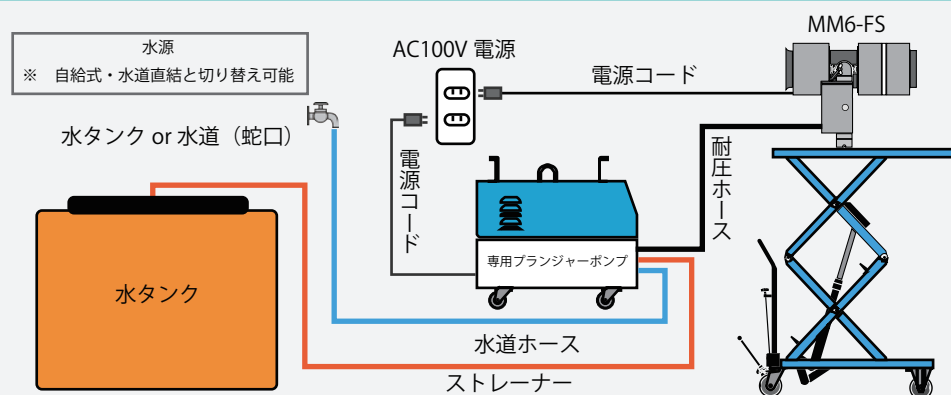 水源
※　自給式・水道直結と切り替え可能
AC100V 電源
MM6-FS
電源コード
水タンク or 水道（蛇口）
電源コード
耐圧ホース
専用プランジャーポンプ
水タンク
水道ホース
ストレーナー